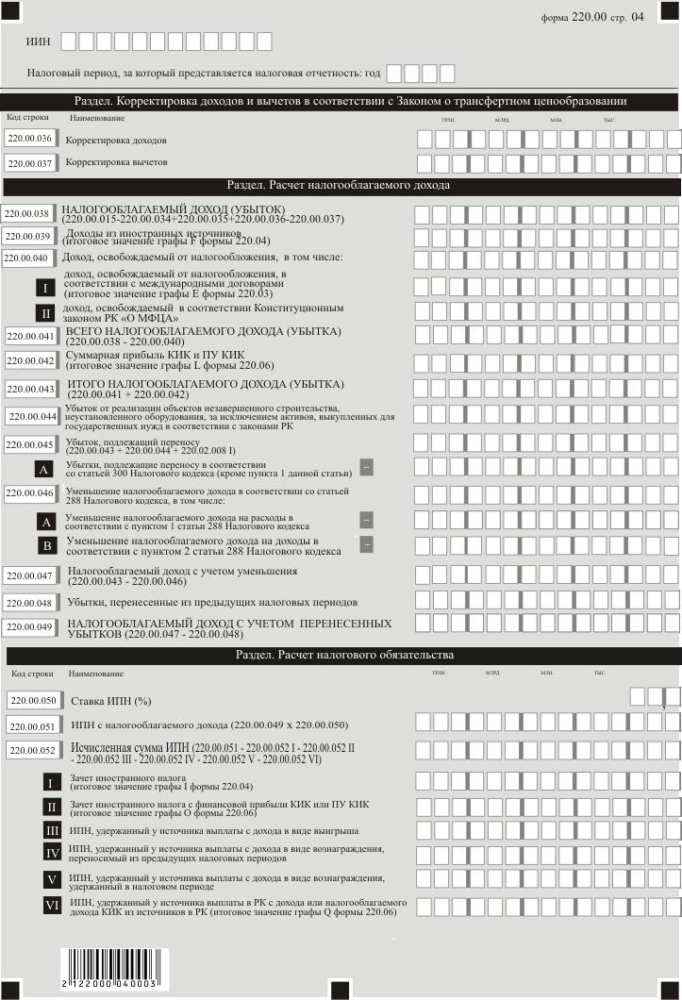 форма 220.00 стр. 04
ИИН
Налоговый период, за который представляется налоговая отчетность: год
Раздел. Корректировка доходов и вычетов в соответствии с Законом о трансфертном ценообразовании
Код строки Наименование трлн. млрд. млн. тыс.
220.00.036 Корректировка доходов
220.00.037 Корректировка вычетов
Раздел. Расчет налогооблагаемого дохода
220.00.038 НАЛОГООБЛАГАЕМЫЙ ДОХОД (УБЫТОК)
(220.00.015-220.00.034+220.00.035+220.00.036-220.00.037)
220.00.039 Доходы из иностранных источников
(итоговое значение графы F формы 220.04)
220.00.040 Доход, освобождаемый от налогообложения, в том числе:
I доход, освобождаемый от налогообложения, в
соответствии с международными договорами
(итоговое значение графы E формы 220.03)
II доход, освобождаемый в соответствии Конституционным
законом РК «О МФЦА»
220.00.041 ВСЕГО НАЛОГООБЛАГАЕМОГО ДОХОДА (УБЫТКА)
(220.00.038 - 220.00.040)
220.00.042 Суммарная прибыль КИК и ПУ КИК
(итоговое значение графы L формы 220.06)
220.00.043 ИТОГО НАЛОГООБЛАГАЕМОГО ДОХОДА (УБЫТКА)
(220.00.041 + 220.00.042)
220.00.044 Убыток от реализации объектов незавершенного строительства,
неустановленного оборудования, за исключением активов, выкупленных для
государственных нужд в соответствии с законами РК
220.00.045 Убыток, подлежащий переносу
(220.00.043 + 220.00.044 + 220.02.008 I)
A Убытки, подлежащие переносу в соответствии
со статьей 300 Налогового кодекса (кроме пункта 1 данной статьи) ...
220.00.046 Уменьшение налогооблагаемого дохода в соответствии со статьей
288 Налогового кодекса, в том числе:
A Уменьшение налогооблагаемого дохода на расходы в
соответствии с пунктом 1 статьи 288 Налогового кодекса ...
B Уменьшение налогооблагаемого дохода на доходы в
соответствии с пунктом 2 статьи 288 Налогового кодекса ...
220.00.047 Налогооблагаемый доход с учетом уменьшения
(220.00.043 - 220.00.046)
220.00.048 Убытки, перенесенные из предыдущих налоговых периодов
220.00.049 НАЛОГООБЛАГАЕМЫЙ ДОХОД С УЧЕТОМ ПЕРЕНЕСЕННЫХ
УБЫТКОВ (220.00.047 - 220.00.048)
Раздел. Расчет налогового обязательства
Код строки Наименование трлн. млрд. млн. тыс.
220.00.050 Ставка ИПН (%) ,
220.00.051 ИПН с налогооблагаемого дохода (220.00.049 x 220.00.050)
220.00.052 Исчисленная сумма ИПН (220.00.051 - 220.00.052 I - 220.00.052 II
- 220.00.052 III - 220.00.052 IV - 220.00.052 V - 220.00.052 VI)
I Зачет иностранного налога
(итоговое значение графы I формы 220.04)
II Зачет иностранного налога с финансовой прибыли КИК или ПУ КИК
(итоговое значение графы O формы 220.06)
III ИПН, удержанный у источника выплаты с дохода в виде выигрыша
IV ИПН, удержанный у источника выплаты с дохода в виде вознаграждения,
переносимый из предыдущих налоговых периодов
V ИПН, удержанный у источника выплаты с дохода в виде вознаграждения,
удержанный в налоговом периоде
VI ИПН, удержанный у источника выплаты в РК с дохода или налогооблагаемого
дохода КИК из источников в РК (итоговое значение графы Q формы 220.06)
2 122000 040003